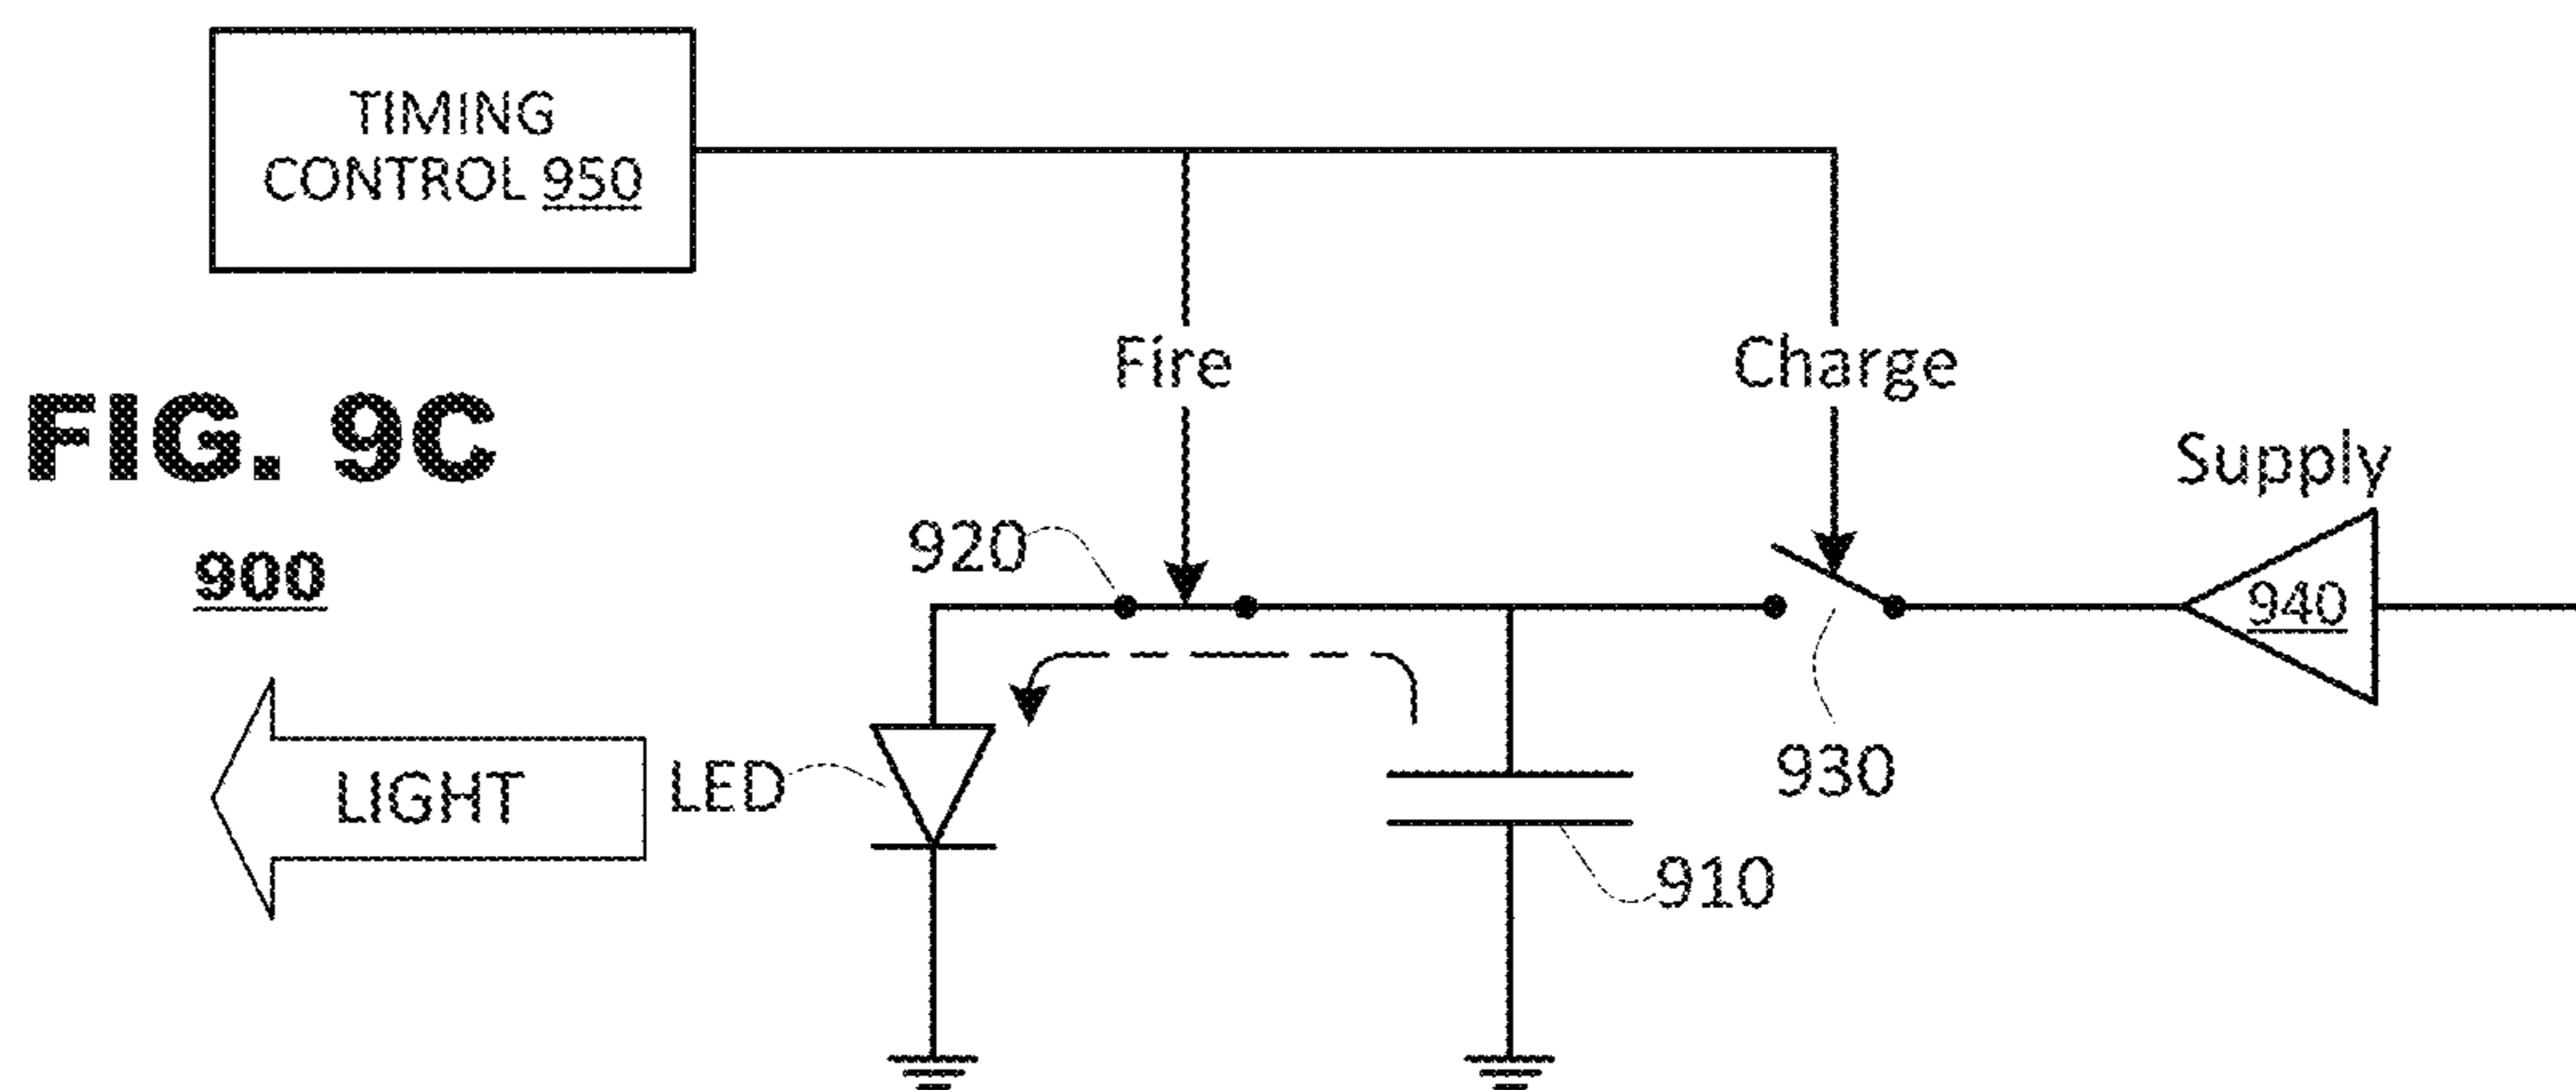 TIMING
CONTROL 950
Fire
Charge
FIG. 9C
Supply
920
900
940
930
LIGHT
LED
910